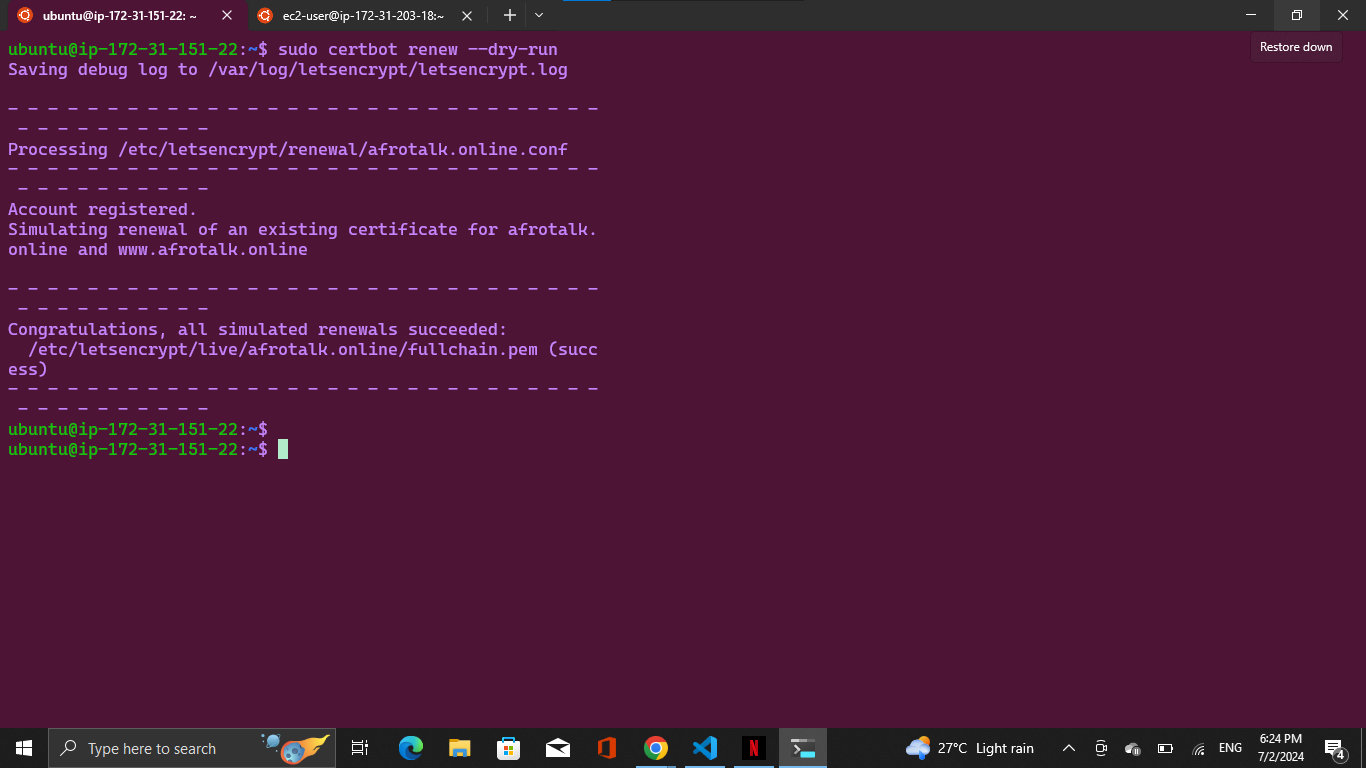 ubuntu@ip-172-31-151-22: ~
ec2-user@ip-172-31-203-18:~
Restore down
ubuntu@ip-172-31-151-22:~$ sudo certbot renew --dry-run
Saving debug log to /var/log/letsencrypt/letsencrypt.log
- - - - - - - - - - - - - - - - - - - - - - - - - - - - - -
- - - - - - - - - -
Processing /etc/letsencrypt/renewal/afrotalk.online.conf
- - - - - - - - - - - - - - - - - - - - - - - - - - - - - -
- - - - - - - - - -
Account registered.
Simulating renewal of an existing certificate for afrotalk.
online and www.afrotalk.online
- - - - - - - - - - - - - - - - - - - - - - - - - - - - - -
- - - - - - - - - -
Congratulations, all simulated renewals succeeded:
/etc/letsencrypt/live/afrotalk.online/fullchain.pem (succ
ess)
- - - - - - - - - - - - - - - - - - - - - - - - - - - - - -
- - - - - - - - - -
ubuntu@ip-172-31-151-22:~$
ubuntu@ip-172-31-151-22:~$
Type here to search
N
27°C Light rain
ENG
6:24 PM
7/2/2024
4